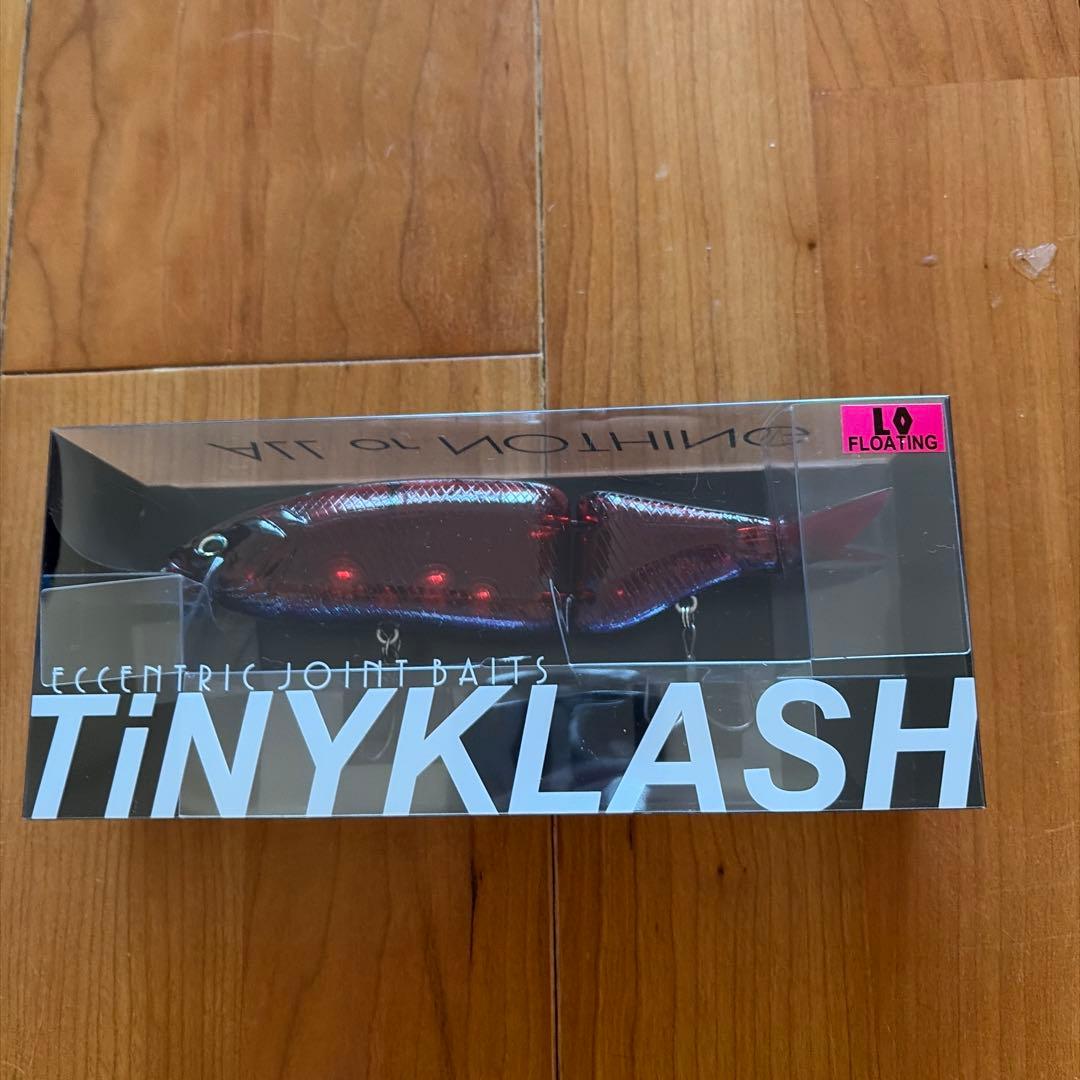 ALL or NOTHING
LO
FLOATING
ECCENTRIC JOINT BAITS
TiNYKLASH